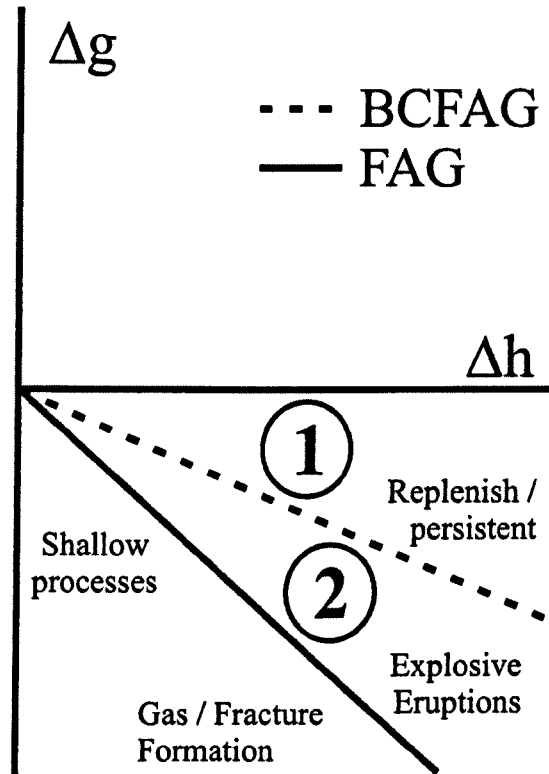 Δg
BCFAG
FAG
Δh
1
Replenish /
persistent
Shallow
processes
2
Explosive
Eruptions
Gas / Fracture
Formation